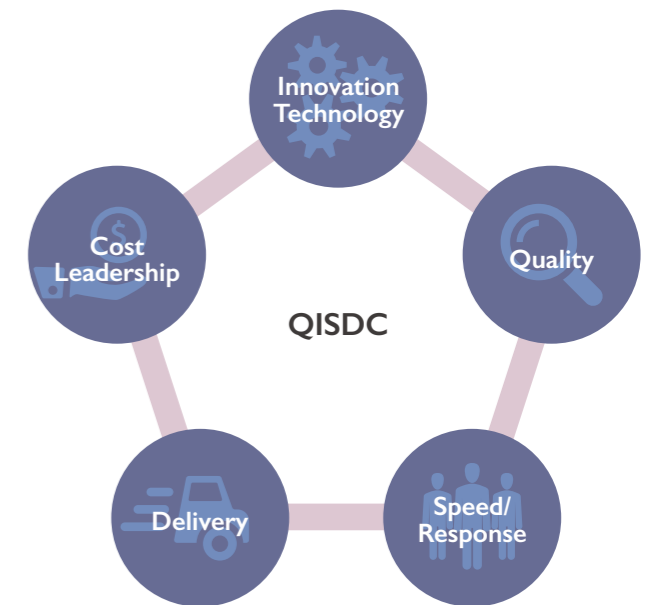 Innovation
Technology
Cost
Leadership
Quality
QISDC
Delivery
Speed/
Response
$